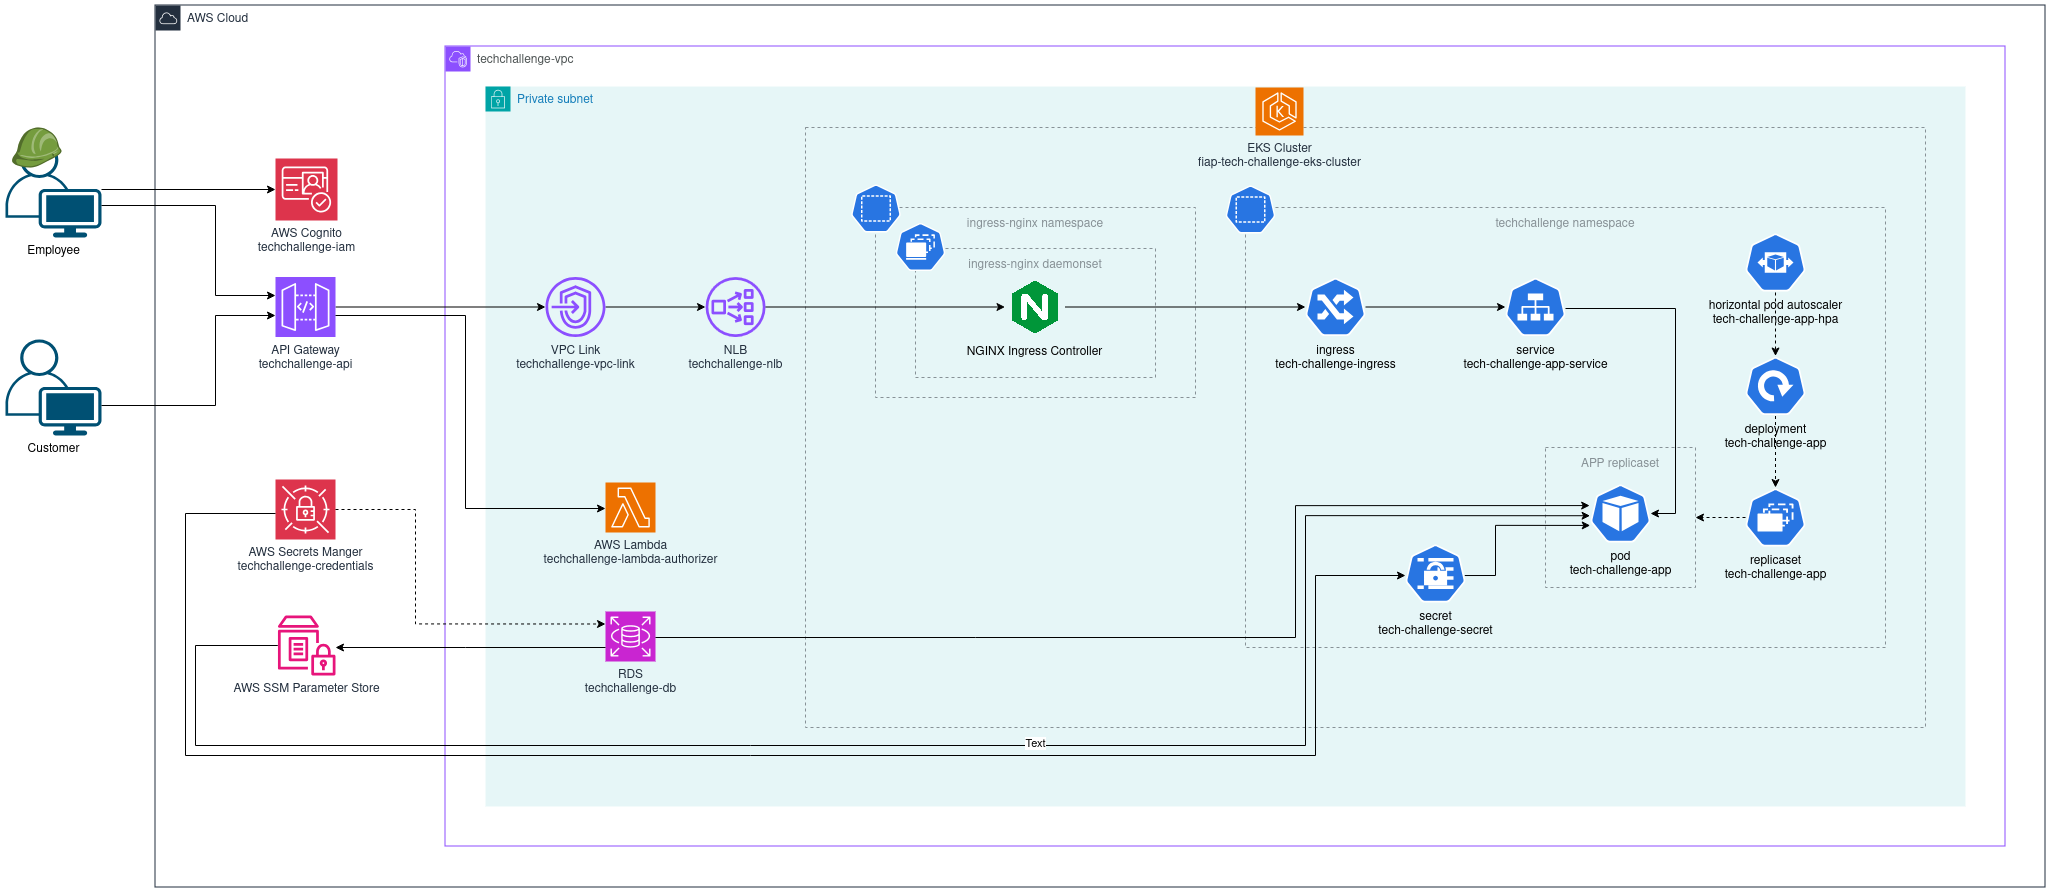 AWS Cloud
techchallenge-vpc
Private subnet
EKS Cluster
fiap-tech-challenge-eks-cluster
Employee
AWS Cognito
techchallenge-iam
ingress-nginx namespace
ingress-nginx daemonset
techchallenge namespace
horizontal pod autoscaler
tech-challenge-app-hpa
API Gateway
techchallenge-api
VPC Link
techchallenge-vpc-link
NLB
techchallenge-nlb
NGINX Ingress Controller
ingress
tech-challenge-ingress
service
tech-challenge-app-service
Customer
deployment
tech-challenge-app
APP replicaset
AWS Secrets Manger
techchallenge-credentials
AWS Lambda
techchallenge-lambda-authorizer
pod
tech-challenge-app
replicaset
tech-challenge-app
secret
tech-challenge-secret
AWS SSM Parameter Store
RDS
techchallenge-db
Text